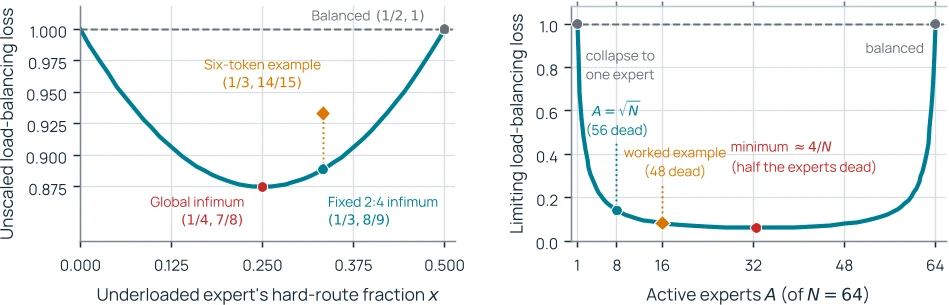 Unscaled load-balancing loss
1.000
0.975
0.950
0.925
0.900
0.875
Balanced (1/2, 1)
Six-token example
(1/3, 14/15)
Global infimum
(1/4, 7/8)
Fixed 2:4 infimum
(1/3, 8/9)
0.000
0.125
0.250
0.375
0.500
Underloaded expert's hard-route fraction x
Limiting load-balancing loss
1.0
0.8
0.6
0.4
0.2
0.0
collapse to
one expert
balanced
A = √N
(56 dead)
worked example
(48 dead)
minimum ≈ 4/N
(half the experts dead)
1
8
16
32
48
64
Active experts A (of N = 64)